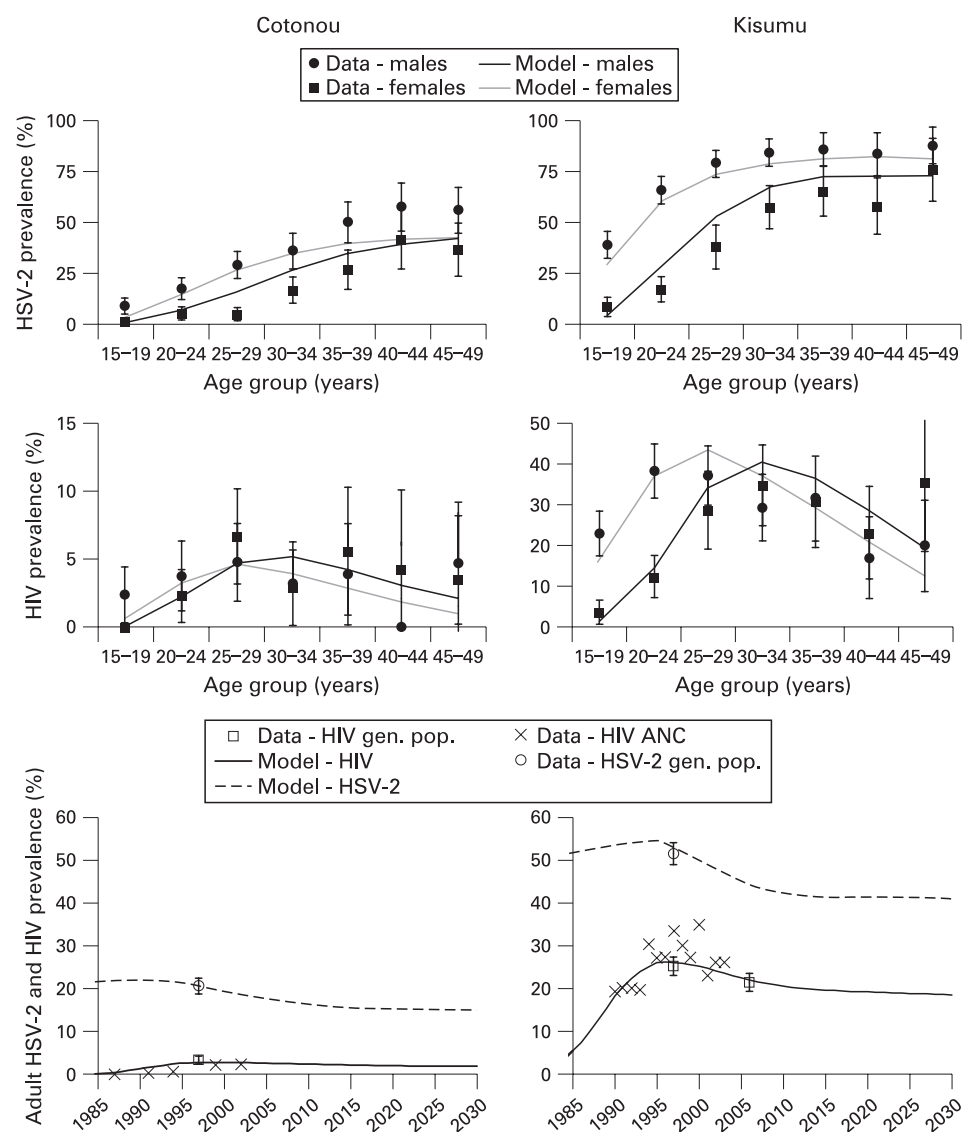 Cotonou
Kisumu
Data - males
Model - males
Data - females
Model - females
HSV-2 prevalence (%)
100
75
50
25
0
15–19 20–24 25–29 30–34 35–39 40–44 45–49
Age group (years)
100
75
50
25
0
15–19 20–24 25–29 30–34 35–39 40–44 45–49
Age group (years)
HIV prevalence (%)
15
10
5
0
15–19 20–24 25–29 30–34 35–39 40–44 45–49
Age group (years)
50
40
30
20
10
0
15–19 20–24 25–29 30–34 35–39 40–44 45–49
Age group (years)
Data - HIV gen. pop.
Data - HIV ANC
Model - HIV
Data - HSV-2 gen. pop.
Model - HSV-2
Adult HSV-2 and HIV prevalence (%)
60
50
40
30
20
10
0
1985 1990 1995 2000 2005 2010 2015 2020 2025 2030
60
50
40
30
20
10
0
1985 1990 1995 2000 2005 2010 2015 2020 2025 2030